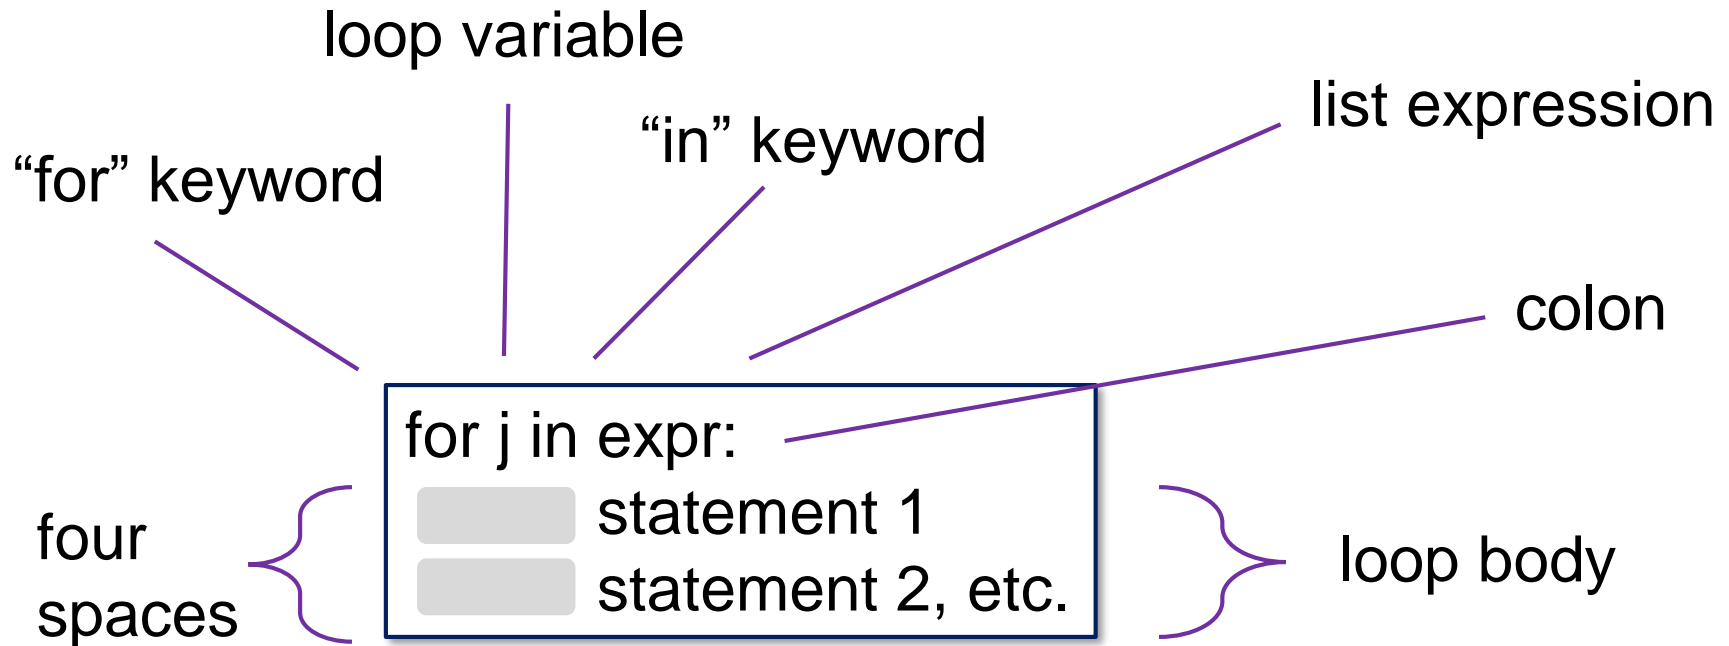 loop variable
list expression
“in” keyword
“for” keyword
colon
for j in expr:
statement 1
statement 2, etc.
four
spaces
loop body